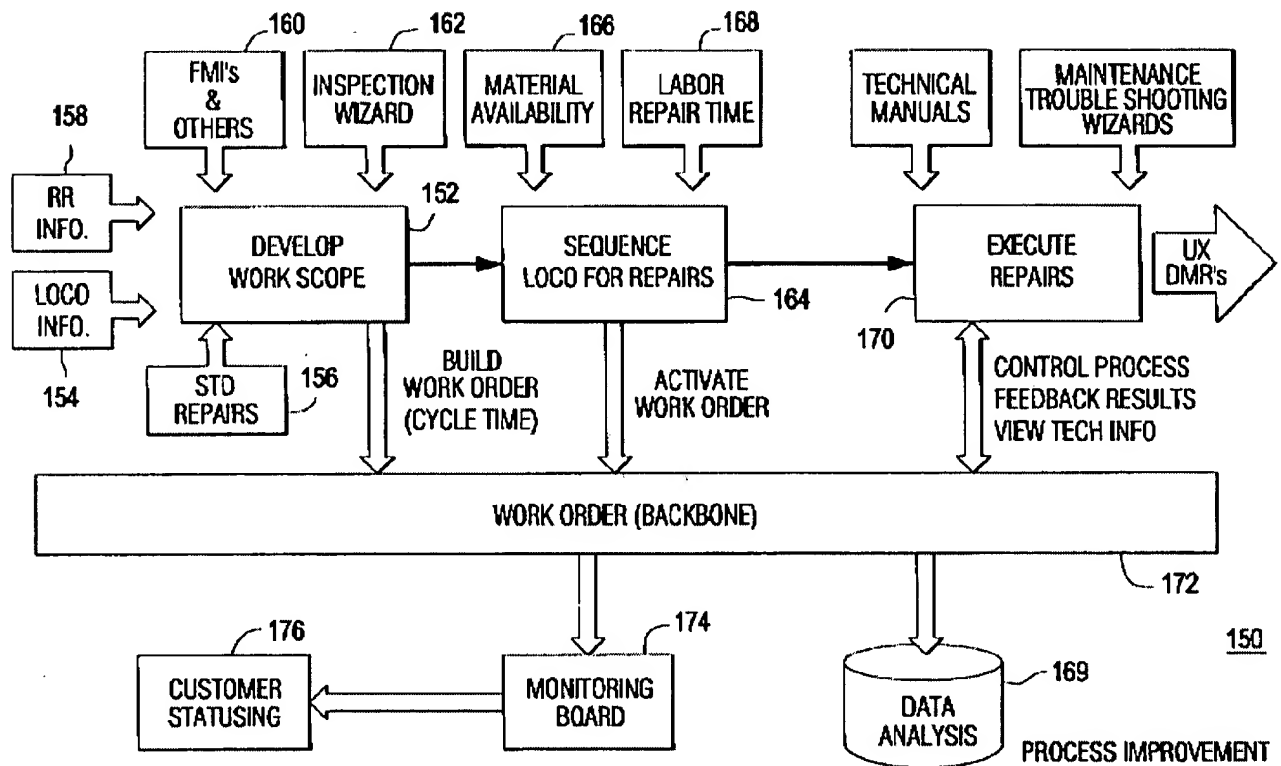 160
162
166
168
FMI's
&
OTHERS
INSPECTION
WIZARD
MATERIAL
AVAILABILITY
LABOR
REPAIR TIME
TECHNICAL
MANUALS
MAINTENANCE
TROUBLE SHOOTING
WIZARDS
158
RR
INFO.
152
DEVELOP
WORK SCOPE
SEQUENCE
LOCO FOR REPAIRS
164
EXECUTE
REPAIRS
170
UX
DMR's
LOCO
INFO.
154
STD
REPAIRS
156
BUILD
WORK ORDER
(CYCLE TIME)
ACTIVATE
WORK ORDER
CONTROL PROCESS
FEEDBACK RESULTS
VIEW TECH INFO
WORK ORDER (BACKBONE)
172
176
CUSTOMER
STATUSING
174
MONITORING
BOARD
169
DATA
ANALYSIS
150
PROCESS IMPROVEMENT